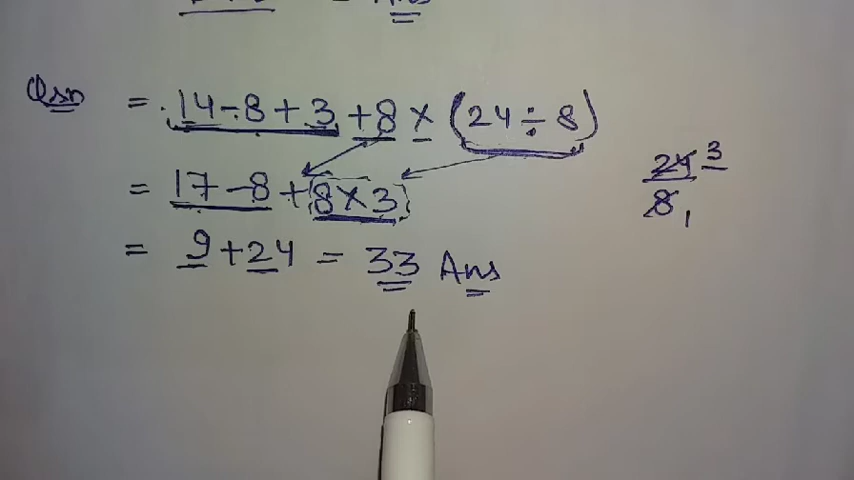 Ans
Qsn = 14-8+3+8×(24÷8)
24 3
8 1
= 17-8+8×3
= 9+24 = 33 Ans